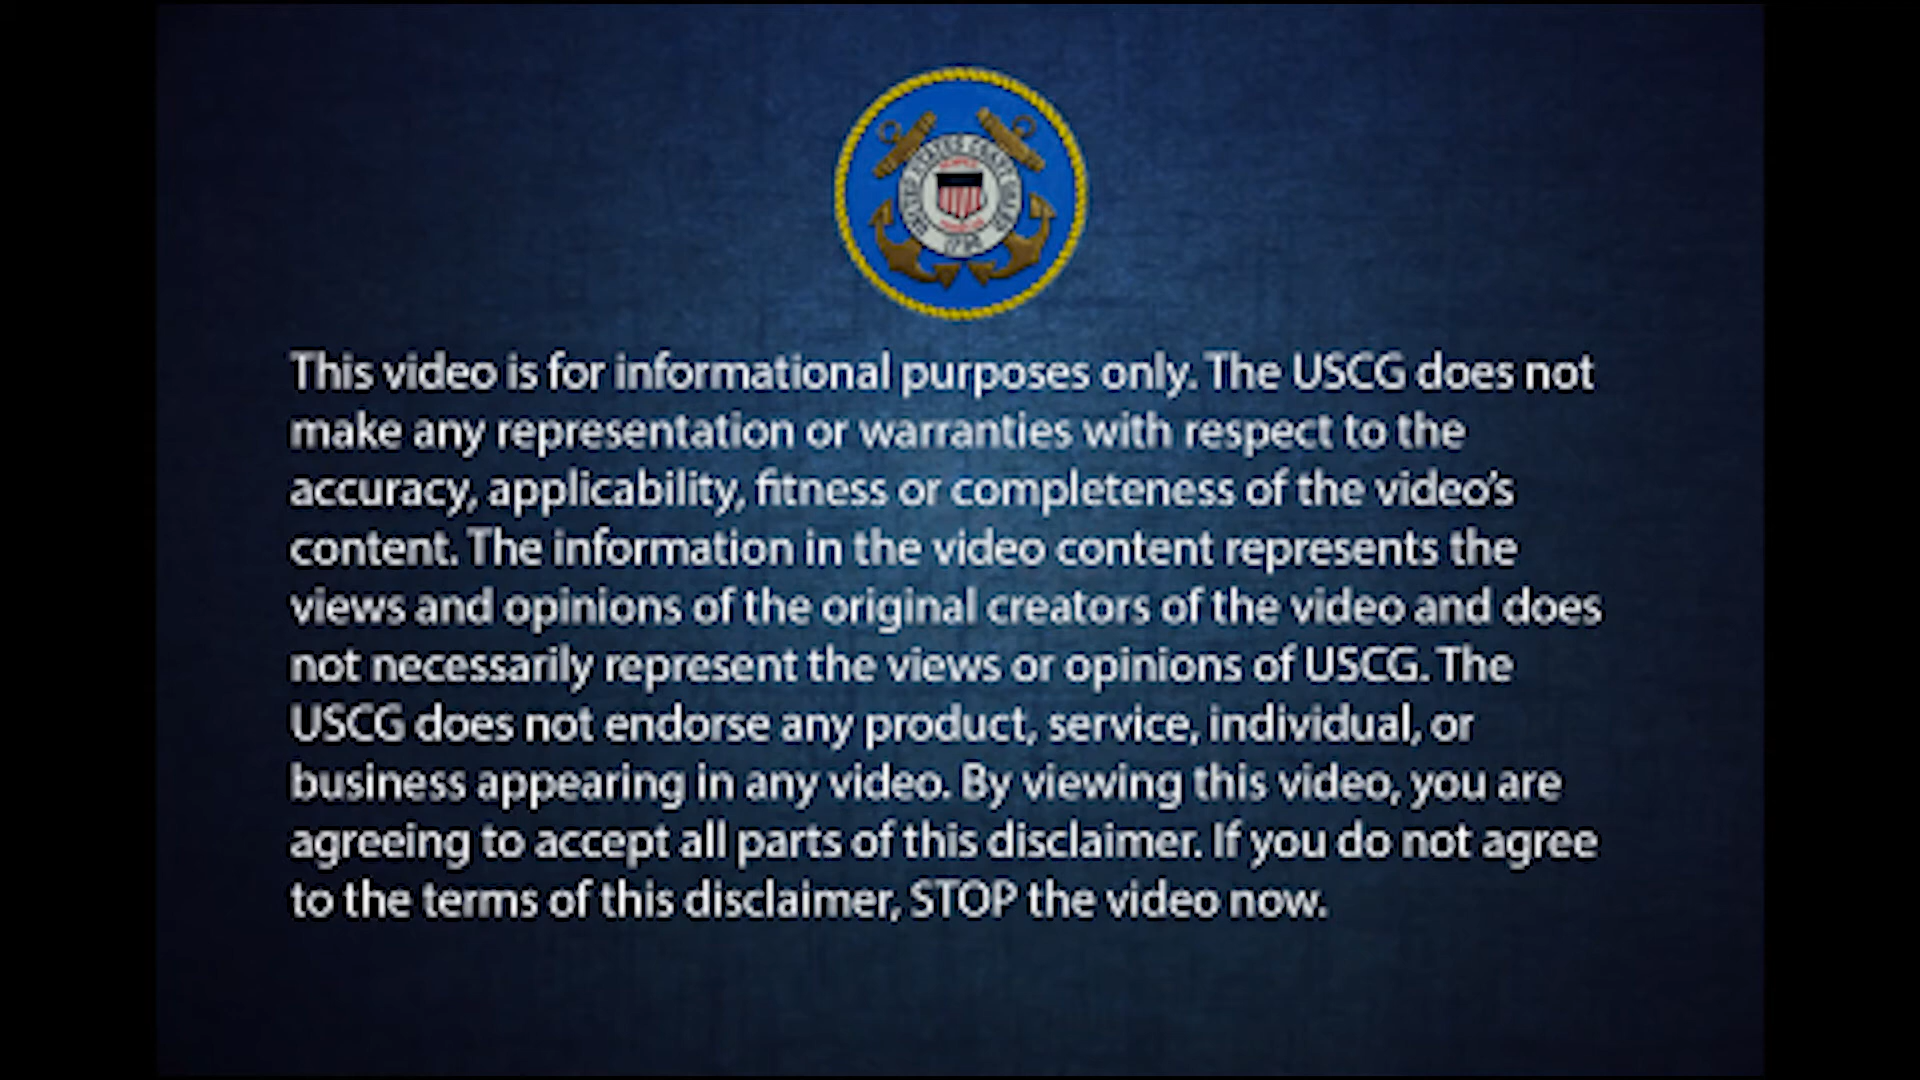 UNITED STATES COAST GUARD
1790
This video is for informational purposes only. The USCG does not
make any representation or warranties with respect to the
accuracy, applicability, fitness or completeness of the video’s
content. The information in the video content represents the
views and opinions of the original creators of the video and does
not necessarily represent the views or opinions of USCG. The
USCG does not endorse any product, service, individual, or
business appearing in any video. By viewing this video, you are
agreeing to accept all parts of this disclaimer. If you do not agree
to the terms of this disclaimer, STOP the video now.